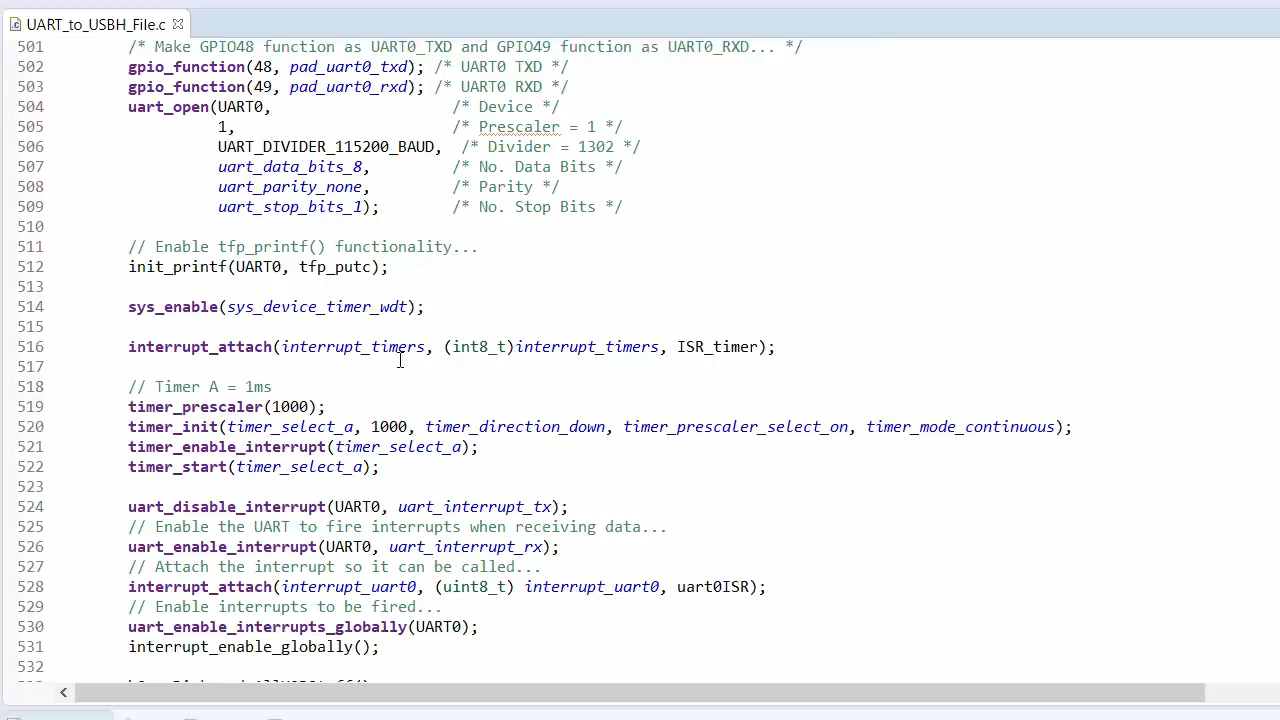 UART_to_USBH_File.c
501 /* Make GPIO48 function as UART0_TXD and GPIO49 function as UART0_RXD... */
502 gpio_function(48, pad_uart0_txd); /* UART0 TXD */
503 gpio_function(49, pad_uart0_rxd); /* UART0 RXD */
504 uart_open(UART0, /* Device */
505 1, /* Prescaler = 1 */
506 UART_DIVIDER_115200_BAUD, /* Divider = 1302 */
507 uart_data_bits_8, /* No. Data Bits */
508 uart_parity_none, /* Parity */
509 uart_stop_bits_1); /* No. Stop Bits */
510
511 // Enable tfp_printf() functionality...
512 init_printf(UART0, tfp_putc);
513
514 sys_enable(sys_device_timer_wdt);
515
516 interrupt_attach(interrupt_timers, (int8_t)interrupt_timers, ISR_timer);
517
518 // Timer A = 1ms
519 timer_prescaler(1000);
520 timer_init(timer_select_a, 1000, timer_direction_down, timer_prescaler_select_on, timer_mode_continuous);
521 timer_enable_interrupt(timer_select_a);
522 timer_start(timer_select_a);
523
524 uart_disable_interrupt(UART0, uart_interrupt_tx);
525 // Enable the UART to fire interrupts when receiving data...
526 uart_enable_interrupt(UART0, uart_interrupt_rx);
527 // Attach the interrupt so it can be called...
528 interrupt_attach(interrupt_uart0, (uint8_t) interrupt_uart0, uart0ISR);
529 // Enable interrupts to be fired...
530 uart_enable_interrupts_globally(UART0);
531 interrupt_enable_globally();
532